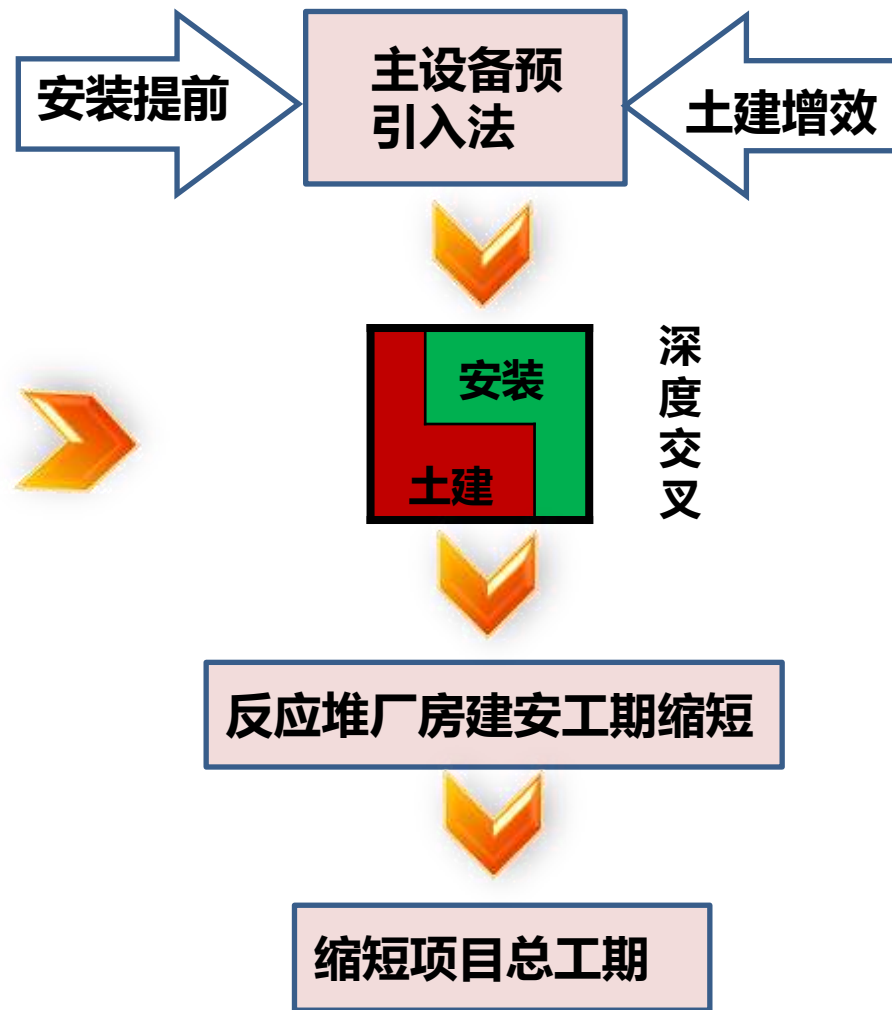 安装提前
主设备预
引入法
土建增效
安装
土建
深
度
交
叉
反应堆厂房建安工期缩短
缩短项目总工期